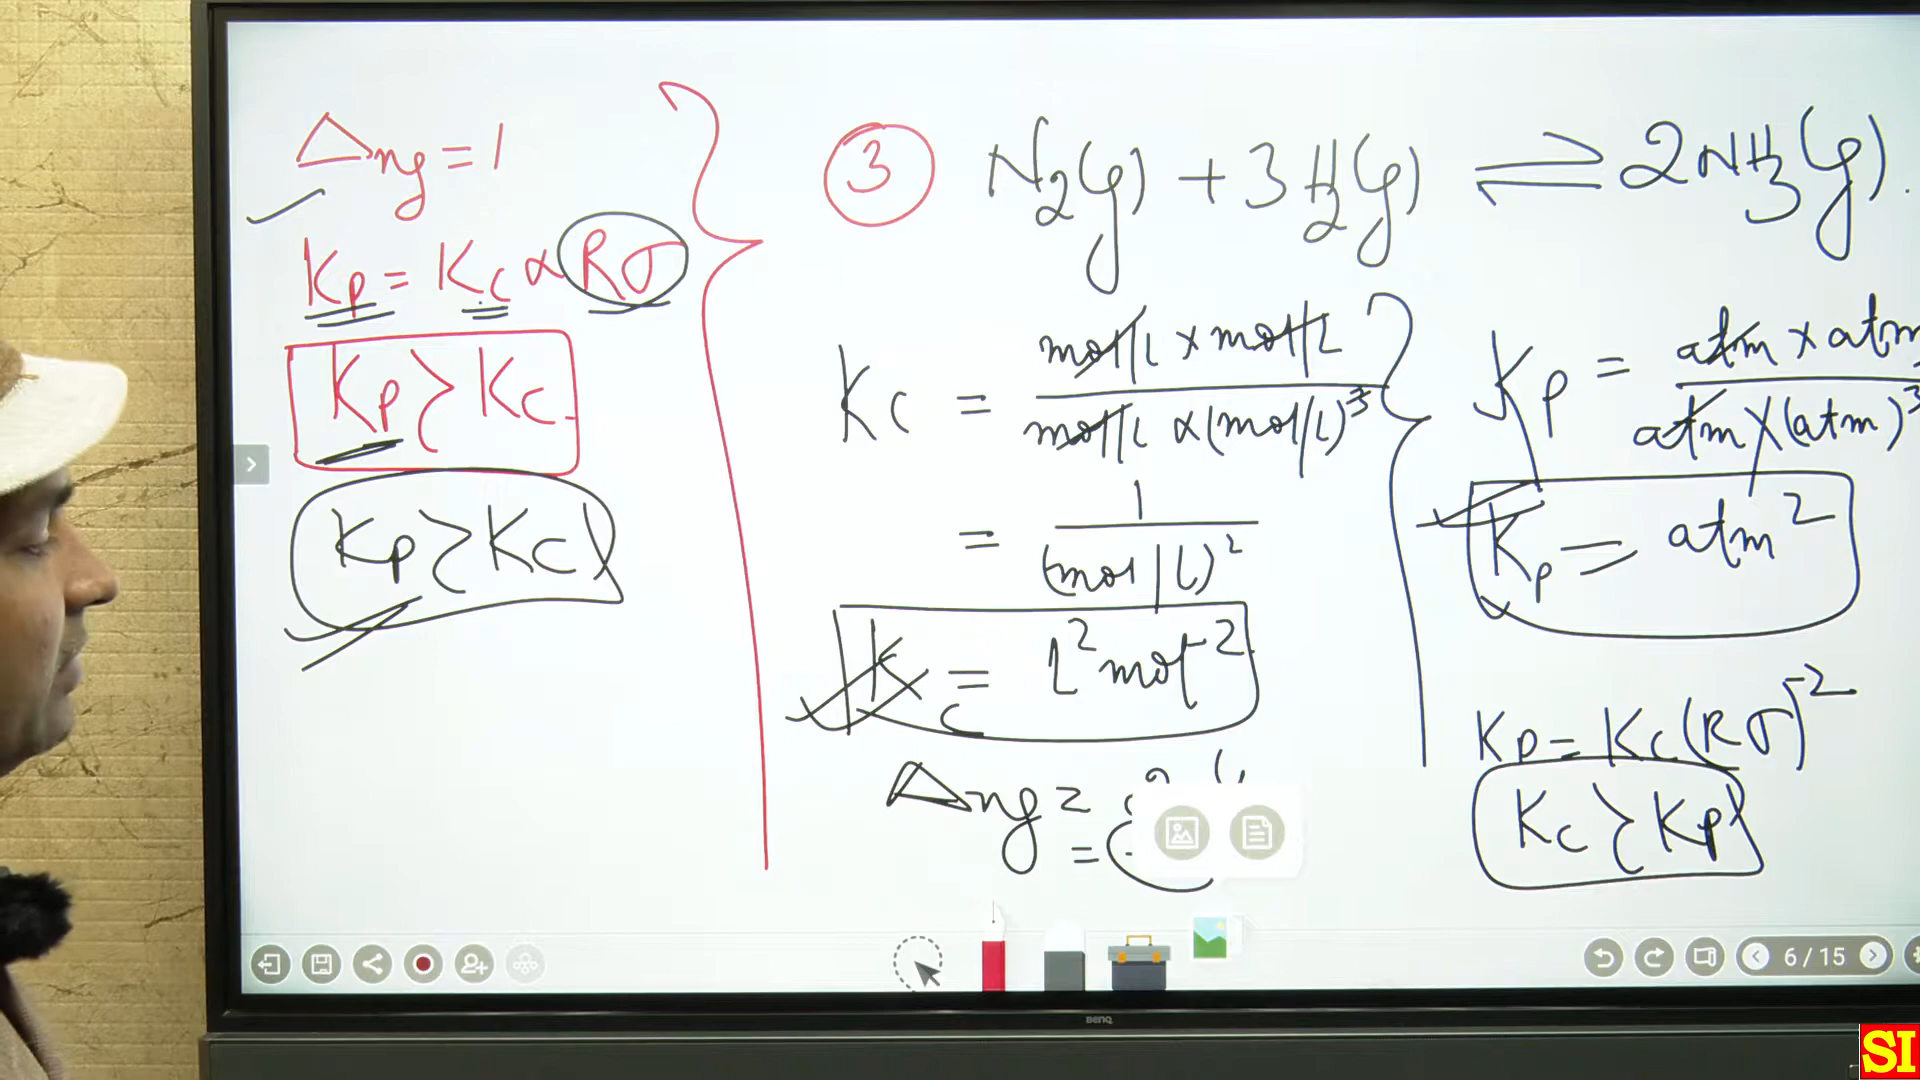 Δng = 1
Kp = Kc × RT
Kp > Kc
Kp > Kc
③ N2(g) + 3H2(g) ⇌ 2NH3(g).
Kc = mol/L × mol/L / mol/L × (mol/L)^3
= 1 / (mol/L)^2
Kc = L^2 mol^-2
Δng =
=
Kp = atm × atm / atm × (atm)^3
Kp = atm^2
Kp = Kc (RT)^-2
Kc > Kp
6/15
BenQ
SI